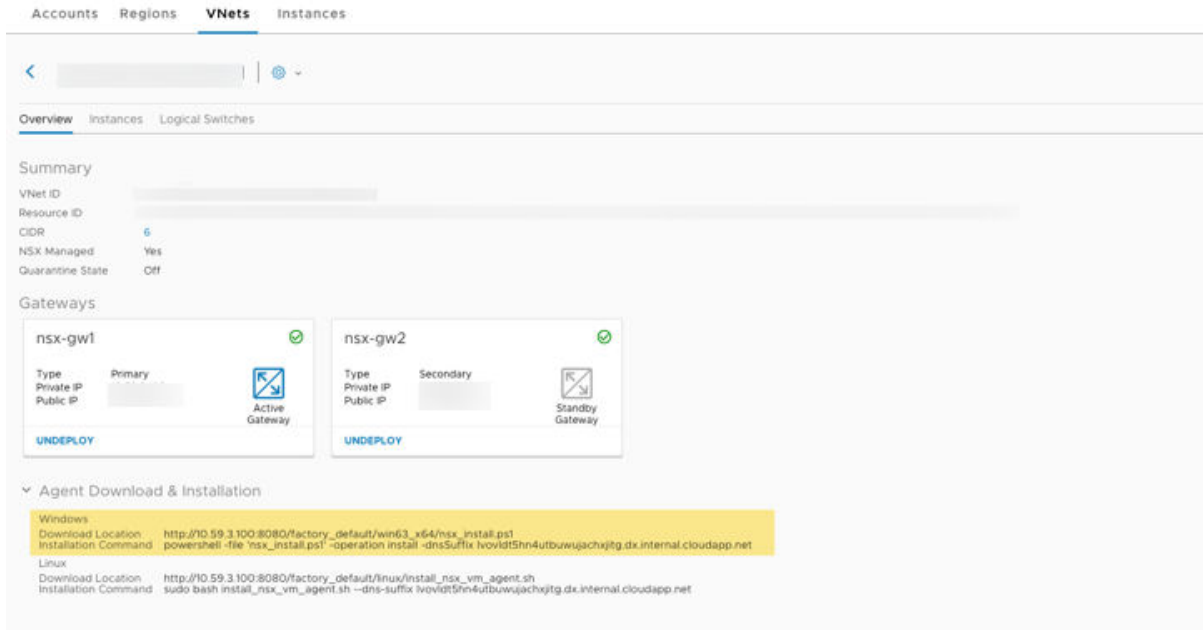 Accounts Regions VNets Instances
Overview Instances Logical Switches
Summary
VNet ID
Resource ID
CIDR 6
NSX Managed Yes
Quarantine State Off
Gateways
nsx-gw1
Type Primary
Private IP
Public IP
Active
Gateway
UNDEPLOY
nsx-gw2
Type Secondary
Private IP
Public IP
Standby
Gateway
UNDEPLOY
Agent Download & Installation
Windows
Download Location http://10.59.3.100:8080/factory_default/win63_x64/nsx_install.ps1
Installation Command powershell -file 'nsx_install.ps1' -operation install -dnsSuffix lvovidt5hn4utbuwujachxjitg.dx.internal.cloudapp.net
Linux
Download Location http://10.59.3.100:8080/factory_default/linux/install_nsx_vm_agent.sh
Installation Command sudo bash install_nsx_vm_agent.sh --dns-suffix lvovidt5hn4utbuwujachxjitg.dx.internal.cloudapp.net